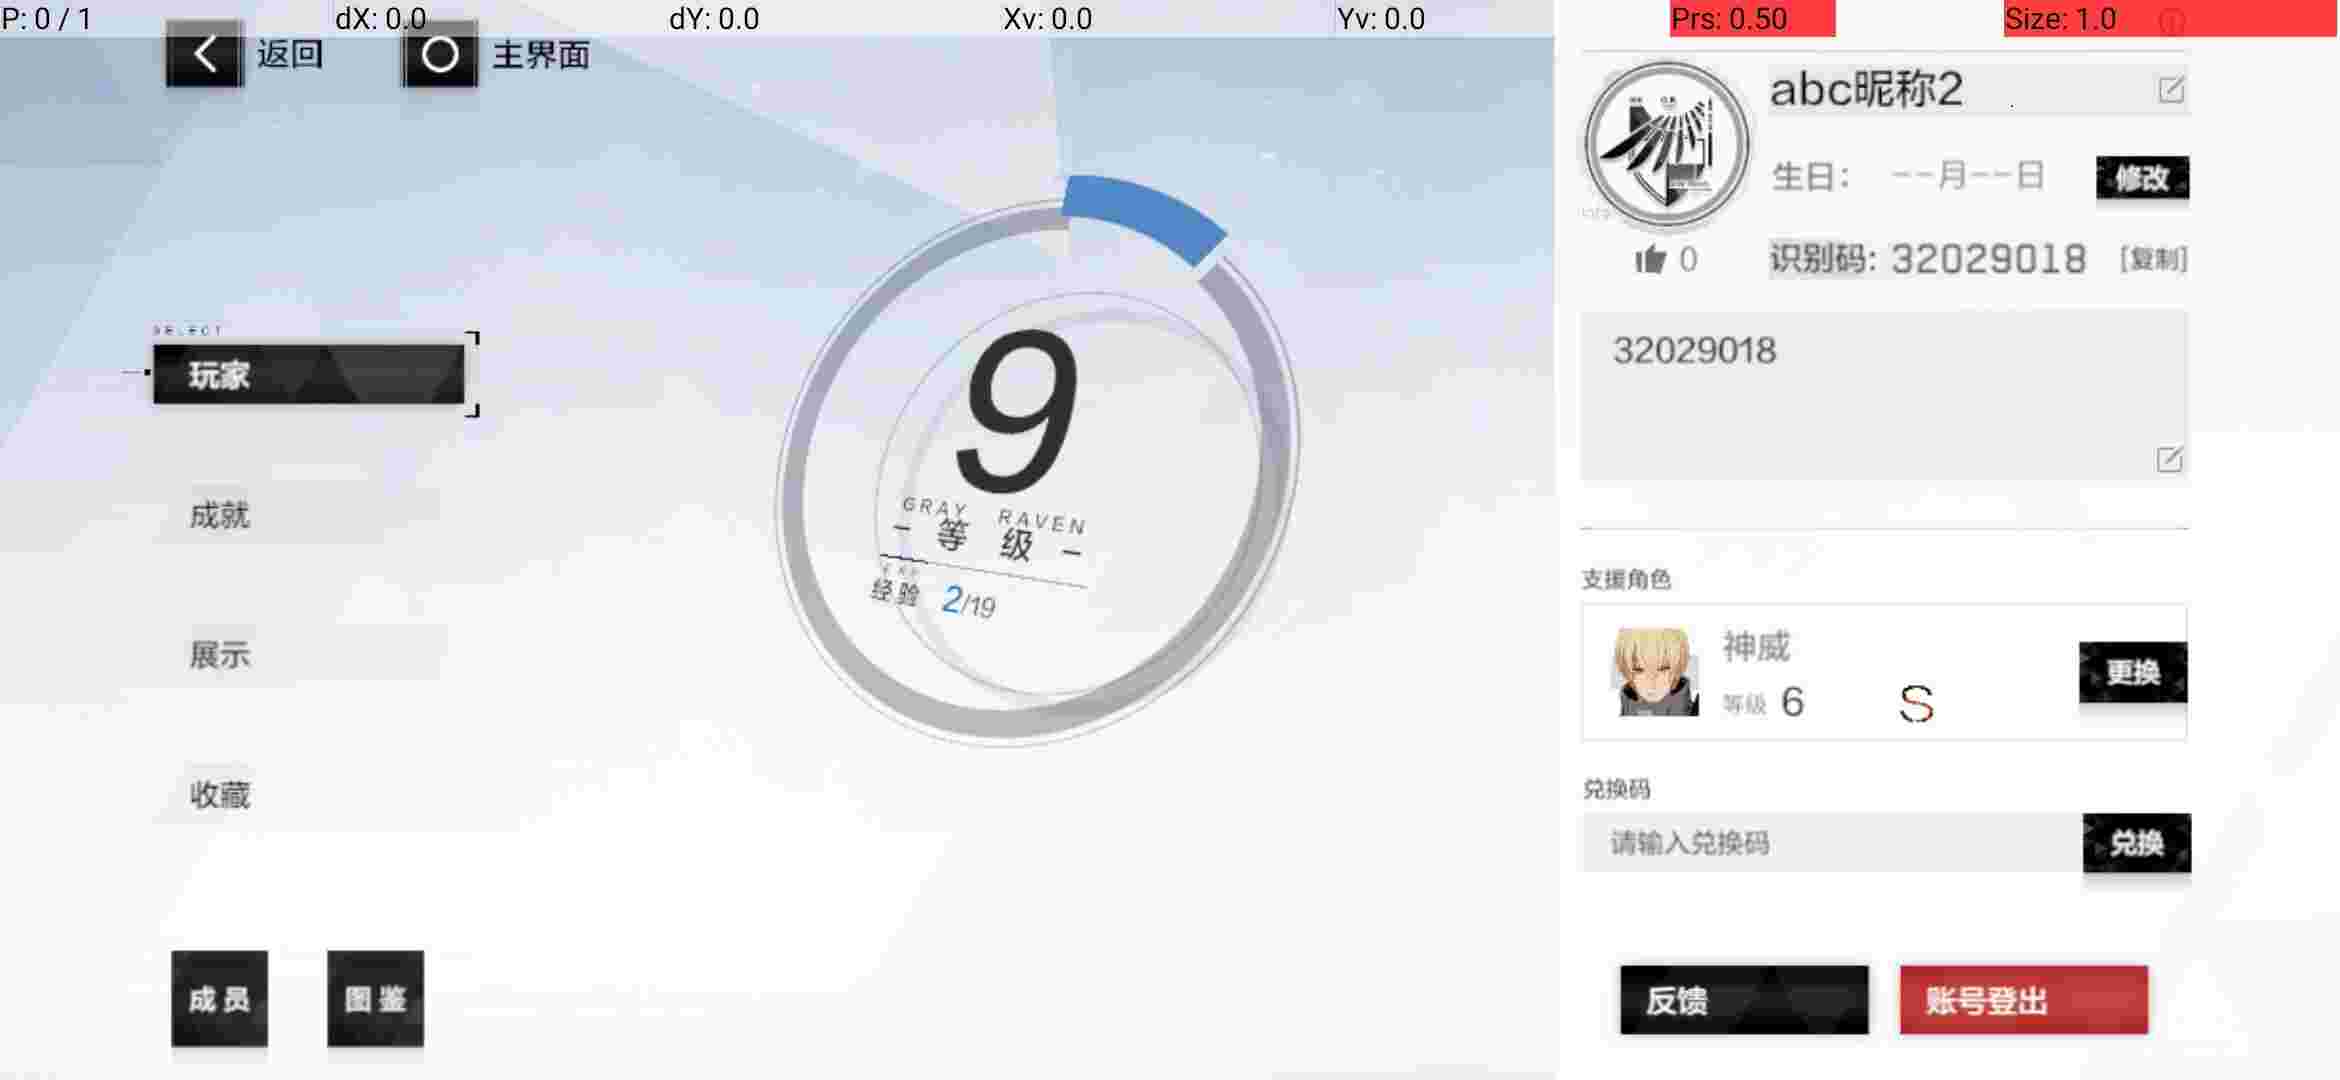 P: 0 / 1 dX: 0.0 dY: 0.0 Xv: 0.0 Yv: 0.0 Prs: 0.50 Size: 1.0
返回 主界面
SELECT
玩家
成就
展示
收藏
成员 图鉴
9
GRAY RAVEN
- 等 级 -
经验 2/19
abc昵称2
生日: --月--日 修改
0
识别码: 32029018 [复制]
32029018
支援角色
神威
等级 6 S
更换
兑换码
请输入兑换码 兑换
反馈 账号登出